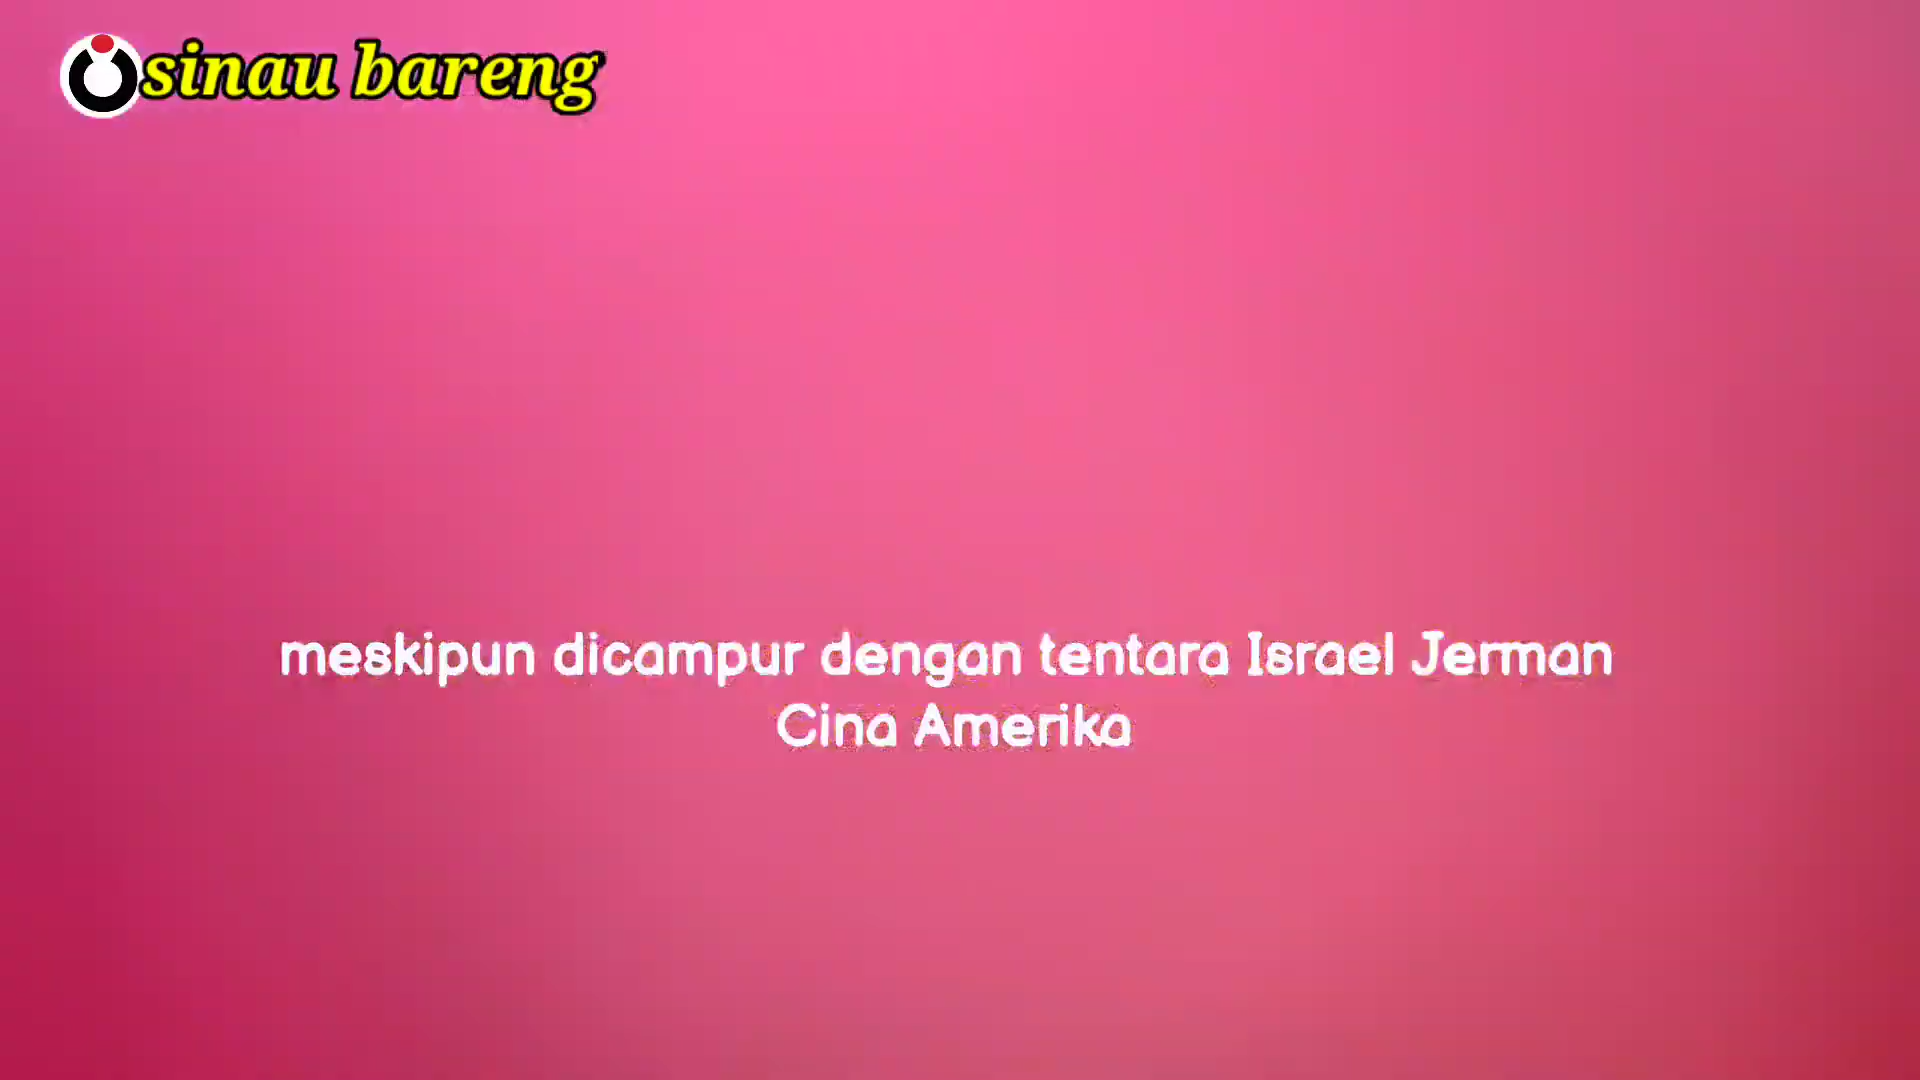 sinau bareng
meskipun dicampur dengan tentara Israel Jerman
Cina Amerika